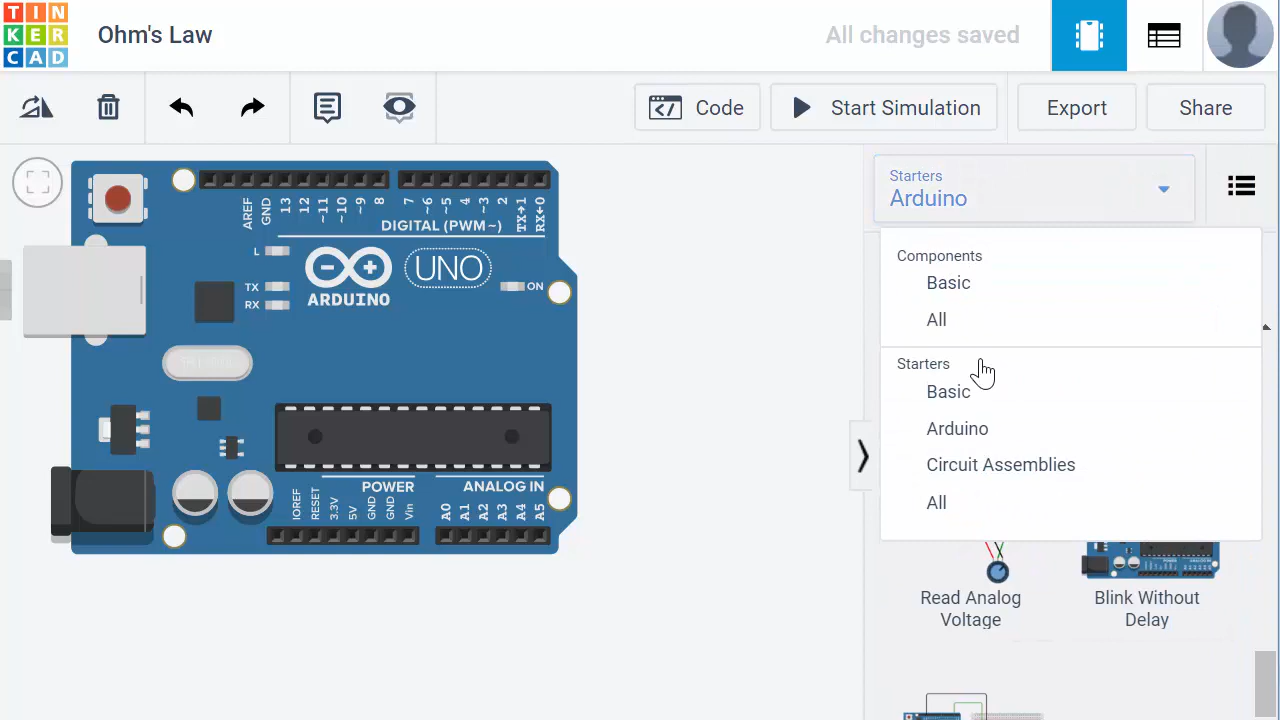 TIN
KER
CAD
Ohm's Law
All changes saved
Code
Start Simulation
Export
Share
AREF
GND
13
12
~11
~10
~9
8
7
~6
~5
4
~3
2
TX→1
RX←0
DIGITAL (PWM~)
L
TX
RX
ARDUINO
UNO
ON
POWER
ANALOG IN
IOREF
RESET
3.3V
5V
GND
GND
Vin
A0
A1
A2
A3
A4
A5
Starters
Arduino
Components
Basic
All
Starters
Basic
Arduino
Circuit Assemblies
All
Read Analog
Voltage
Blink Without
Delay